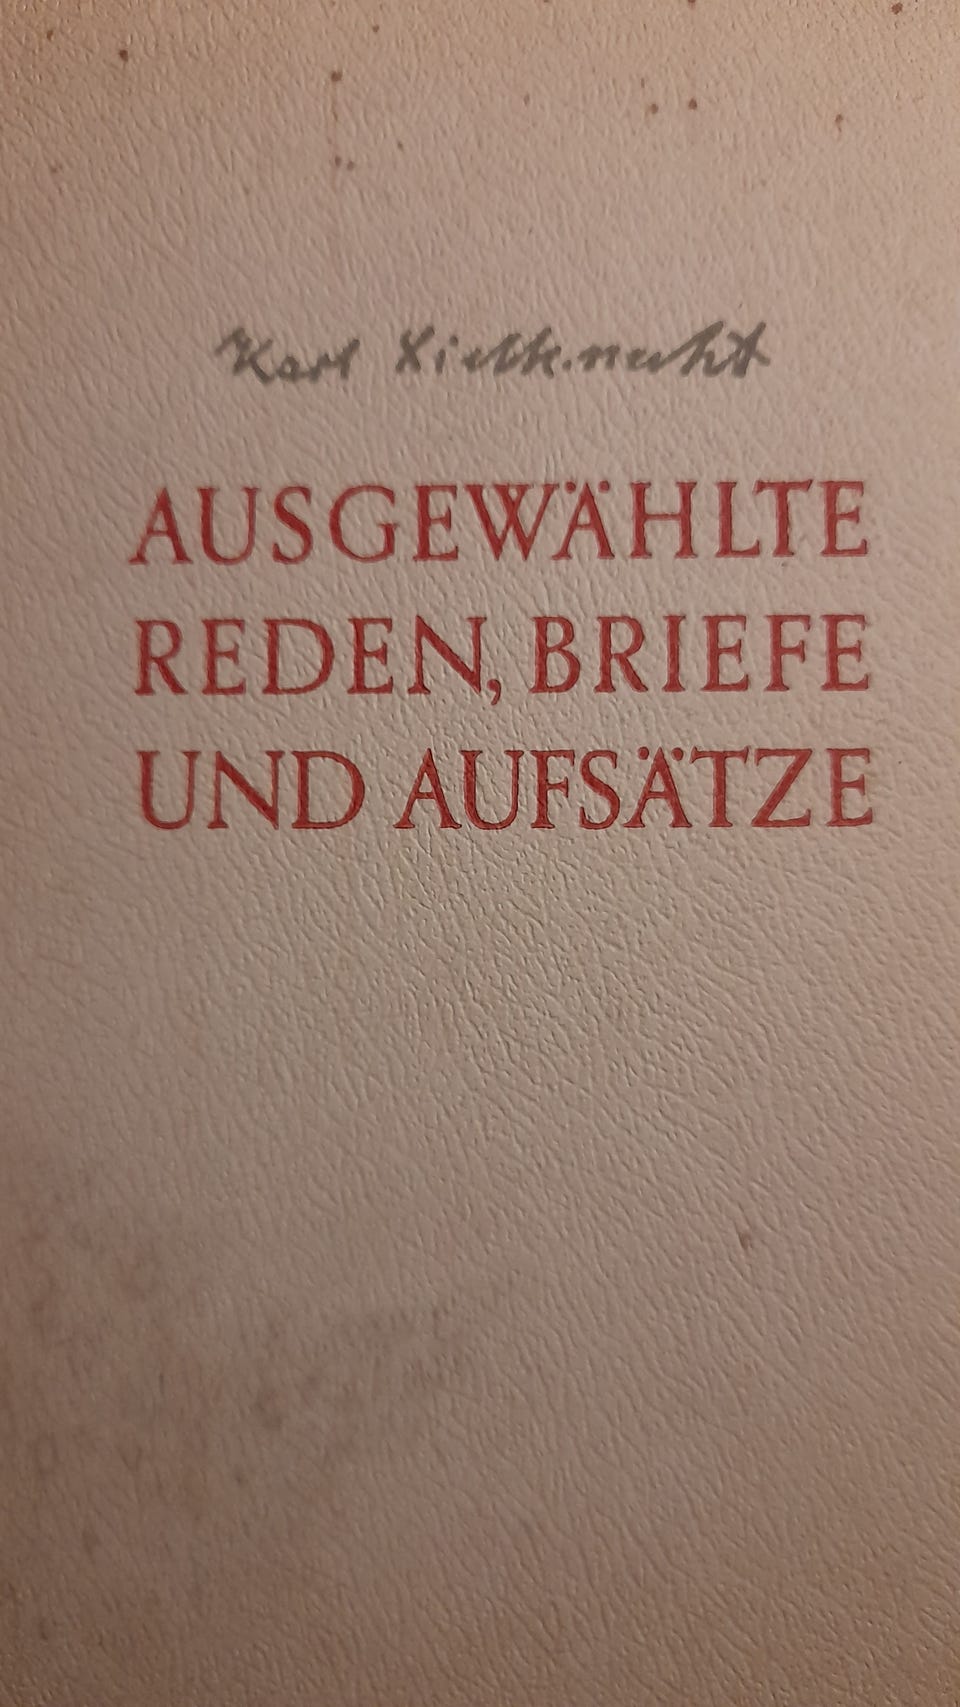 Karl Liebknecht
AUSGEWÄHLTE
REDEN, BRIEFE
UND AUFSÄTZE